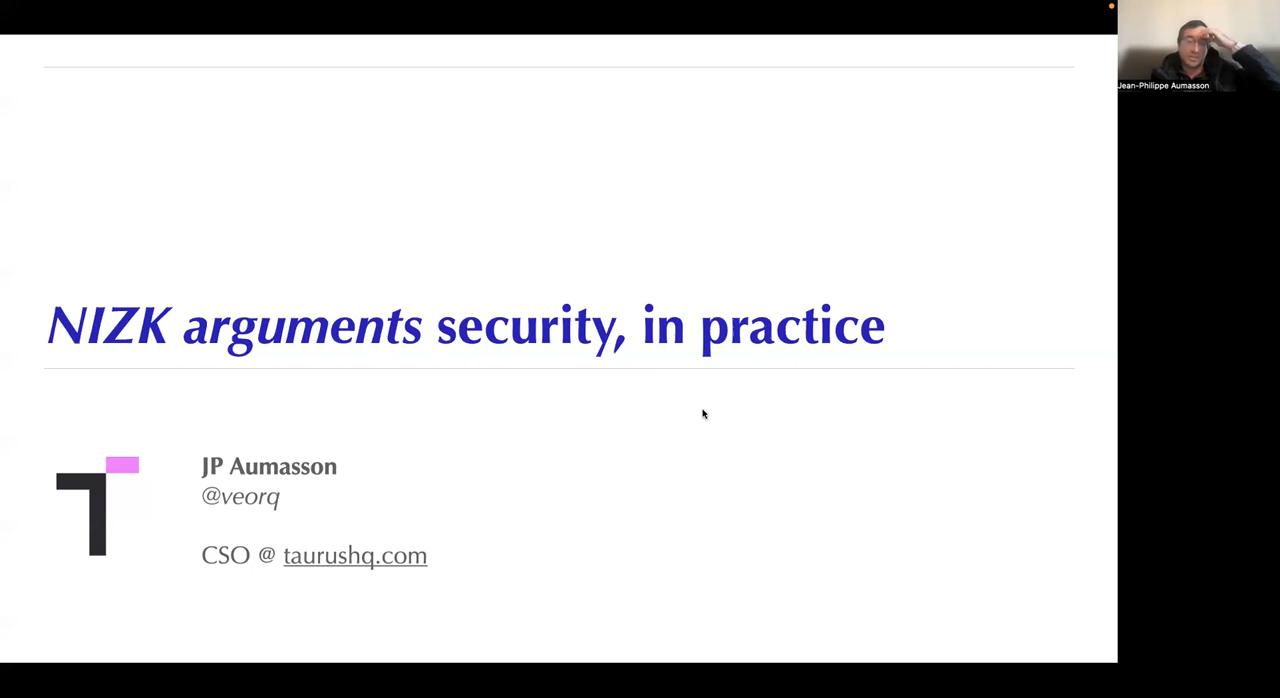 Jean-Philippe Aumasson
NIZK arguments security, in practice
JP Aumasson
@veorq
CSO @ taurushq.com